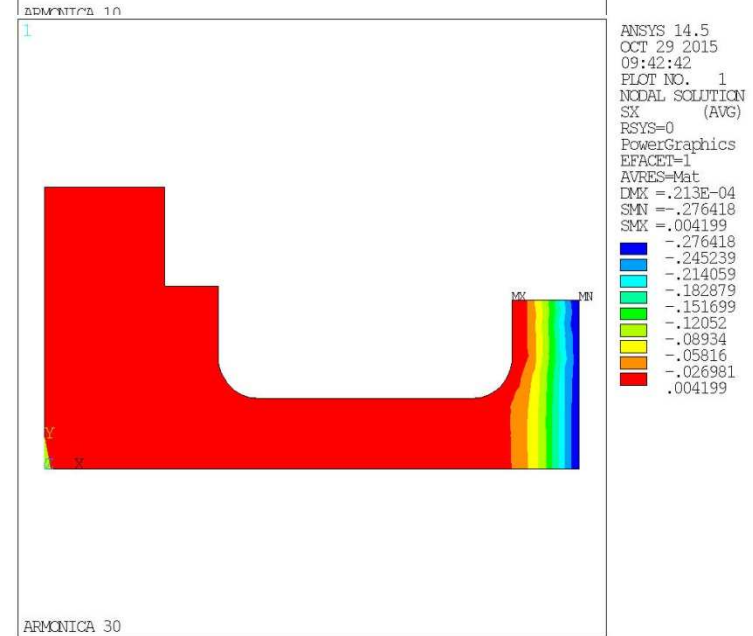 ARMONICA 10
1
ANSYS 14.5
OCT 29 2015
09:42:42
PLOT NO. 1
NODAL SOLUTION
SX (AVG)
RSYS=0
PowerGraphics
EFACET=1
AVRES=Mat
DMX =.213E-04
SMN =-.276418
SMX =.004199
-.276418
-.245239
-.214059
-.182879
-.151699
-.12052
-.08934
-.05816
-.026981
.004199
MX MN
Y
X
ARMONICA 30